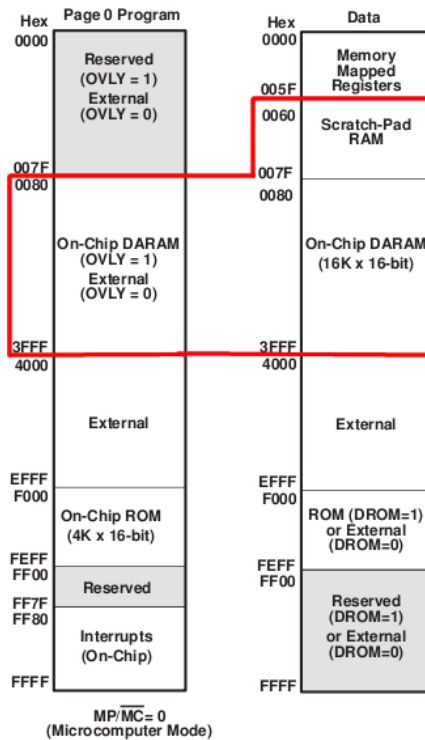 Hex
Page 0 Program
0000
Reserved
(OVLY = 1)
External
(OVLY = 0)
007F
0080
On-Chip DARAM
(OVLY = 1)
External
(OVLY = 0)
3FFF
4000
External
EFFF
F000
On-Chip ROM
(4K x 16-bit)
FEFF
FF00
Reserved
FF7F
FF80
Interrupts
(On-Chip)
FFFF
MP/MC= 0
(Microcomputer Mode)
Hex
Data
0000
Memory
Mapped
Registers
005F
0060
Scratch-Pad
RAM
007F
0080
On-Chip DARAM
(16K x 16-bit)
3FFF
4000
External
EFFF
F000
ROM (DROM=1)
or External
(DROM=0)
FEFF
FF00
Reserved
(DROM=1)
or External
(DROM=0)
FFFF